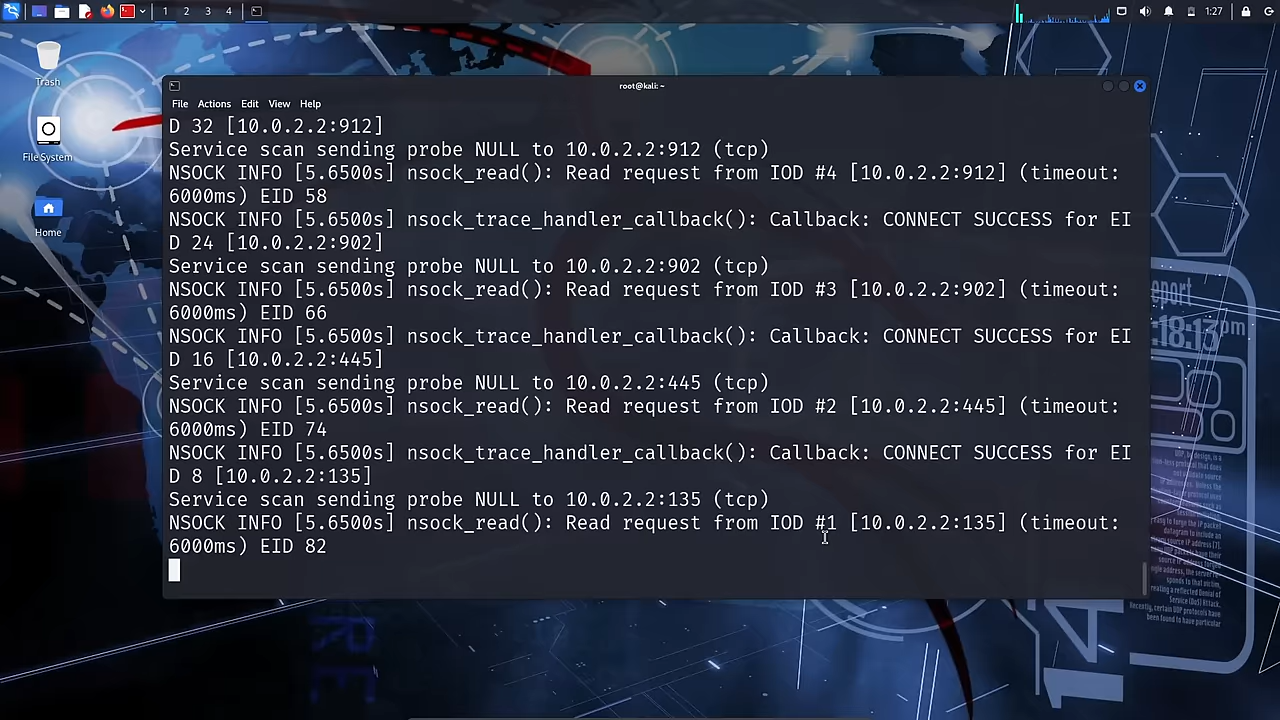 1 2 3 4
1:27
Trash
File System
Home
root@kali: ~
File Actions Edit View Help
D 32 [10.0.2.2:912]
Service scan sending probe NULL to 10.0.2.2:912 (tcp)
NSOCK INFO [5.6500s] nsock_read(): Read request from IOD #4 [10.0.2.2:912] (timeout:
6000ms) EID 58
NSOCK INFO [5.6500s] nsock_trace_handler_callback(): Callback: CONNECT SUCCESS for EI
D 24 [10.0.2.2:902]
Service scan sending probe NULL to 10.0.2.2:902 (tcp)
NSOCK INFO [5.6500s] nsock_read(): Read request from IOD #3 [10.0.2.2:902] (timeout:
6000ms) EID 66
NSOCK INFO [5.6500s] nsock_trace_handler_callback(): Callback: CONNECT SUCCESS for EI
D 16 [10.0.2.2:445]
Service scan sending probe NULL to 10.0.2.2:445 (tcp)
NSOCK INFO [5.6500s] nsock_read(): Read request from IOD #2 [10.0.2.2:445] (timeout:
6000ms) EID 74
NSOCK INFO [5.6500s] nsock_trace_handler_callback(): Callback: CONNECT SUCCESS for EI
D 8 [10.0.2.2:135]
Service scan sending probe NULL to 10.0.2.2:135 (tcp)
NSOCK INFO [5.6500s] nsock_read(): Read request from IOD #1 [10.0.2.2:135] (timeout:
6000ms) EID 82
eport
:18:13pm
14